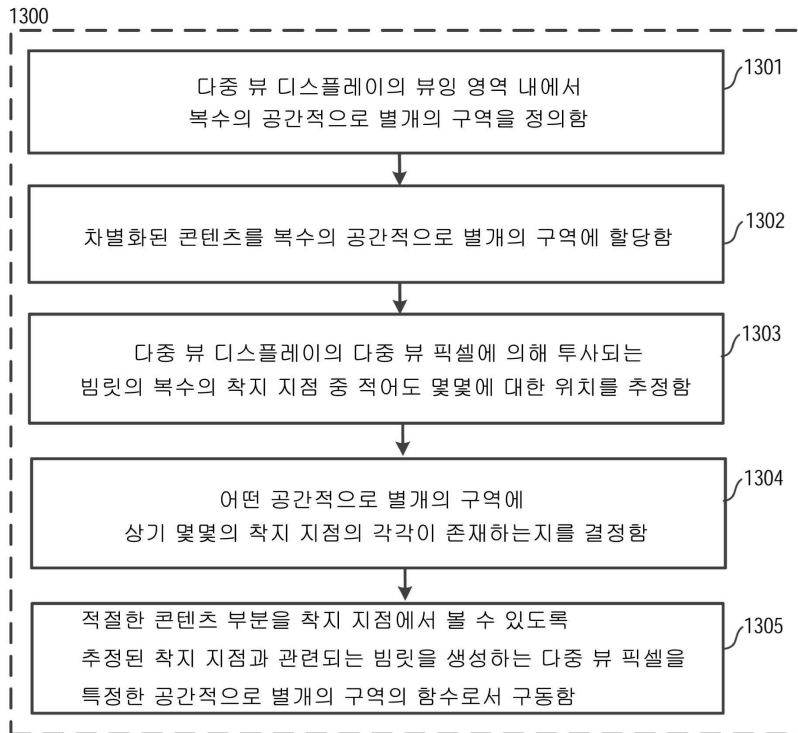 1300
다중 뷰 디스플레이의 뷰잉 영역 내에서
복수의 공간적으로 별개의 구역을 정의함
1301
차별화된 콘텐츠를 복수의 공간적으로 별개의 구역에 할당함
1302
다중 뷰 디스플레이의 다중 뷰 픽셀에 의해 투사되는
빔릿의 복수의 착지 지점 중 적어도 몇몇에 대한 위치를 추정함
1303
어떤 공간적으로 별개의 구역에
상기 몇몇의 착지 지점의 각각이 존재하는지를 결정함
1304
적절한 콘텐츠 부분을 착지 지점에서 볼 수 있도록
추정된 착지 지점과 관련되는 빔릿을 생성하는 다중 뷰 픽셀을
특정한 공간적으로 별개의 구역의 함수로서 구동함
1305